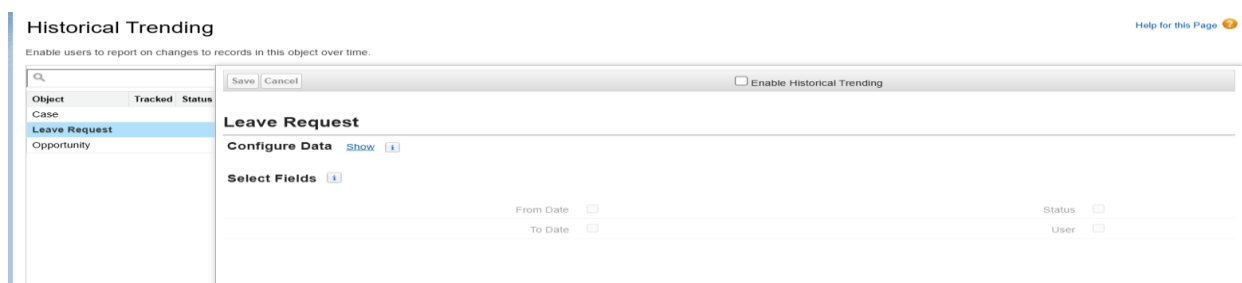 Historical Trending
Help for this Page
Enable users to report on changes to records in this object over time.
Save Cancel
Enable Historical Trending
Object Tracked Status
Case
Leave Request
Opportunity
Leave Request
Configure Data Show i
Select Fields i
From Date Status
To Date User